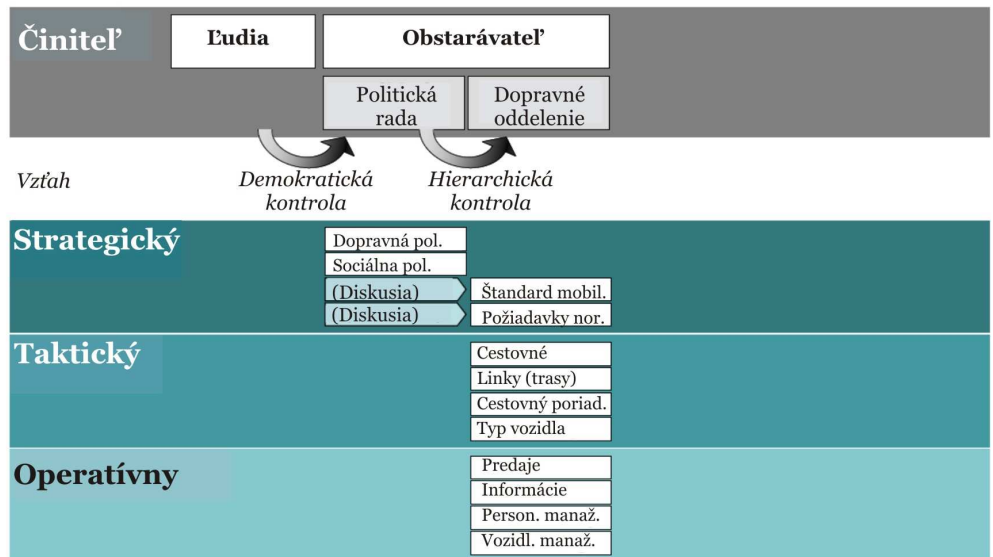 Činiteľ
Ľudia
Obstarávateľ
Politická
rada
Dopravné
oddelenie
Vzťah
Demokratická
kontrola
Hierarchická
kontrola
Strategický
Dopravná pol.
Sociálna pol.
(Diskusia)
Štandard mobil.
(Diskusia)
Požiadavky nor.
Taktický
Cestovné
Linky (trasy)
Cestovný poriad.
Typ vozidla
Operatívny
Predaje
Informácie
Person. manaž.
Vozidl. manaž.